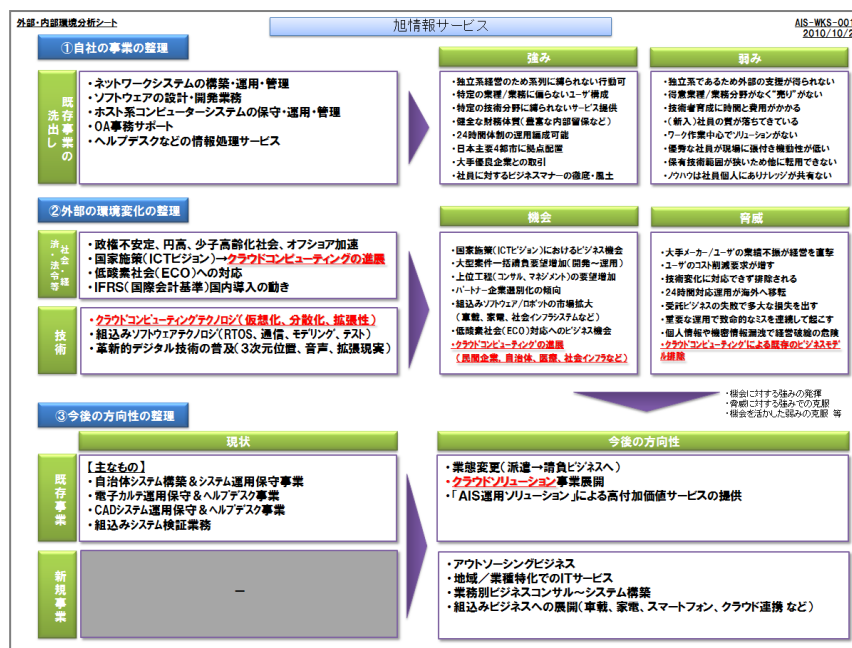 外部・内部環境分析シート
旭情報サービス
AIS-WKS-001
2010/10/2
①自社の事業の整理
既存事業の洗出し
・ネットワークシステムの構築・運用・管理
・ソフトウェアの設計・開発業務
・ホスト系コンピューターシステムの保守・運用・管理
・OA事務サポート
・ヘルプデスクなどの情報処理サービス
強み
・独立系経営のため系列に縛られない行動可
・特定の業種/業務に偏らないユーザ構成
・特定の技術分野に縛られないサービス提供
・健全な財務体質(豊富な内部留保など)
・24時間体制の運用編成可能
・日本主要4都市に拠点配置
・大手優良企業との取引
・社員に対するビジネスマナーの徹底・風土
弱み
・独立系であるため外部の支援が得られない
・得意業種/業務分野がなく"売り"がない
・技術者育成に時間と費用がかかる
・(新入)社員の質が落ちてきている
・ワーク作業中心でソリューションがない
・優秀な社員が現場に張付き機動性が低い
・保有技術範囲が狭いため他に転用できない
・ノウハウは社員個人にありナレッジが共有ない
②外部の環境変化の整理
社会・経済・法令等
・政権不安定、円高、少子高齢化社会、オフショア加速
・国家施策(ICTビジョン)→クラウドコンピューティングの進展
・低酸素社会(ECO)への対応
・IFRS(国際会計基準)国内導入の動き
技術
・クラウドコンピューティングテクノロジ(仮想化、分散化、拡張性)
・組込みソフトウェアテクノロジ(RTOS、通信、モデリング、テスト)
・革新的デジタル技術の普及(3次元位置、音声、拡張現実)
機会
・国家施策(ICTビジョン)におけるビジネス機会
・大型案件一括請負要望増加(開発~運用)
・上位工程(コンサル、マネジメント)の要望増加
・パートナー企業選別化の傾向
・組込みソフトウェア/ロボットの市場拡大
(車載、家電、社会インフラシステムなど)
・低酸素社会(ECO)対応へのビジネス機会
・クラウドコンピューティングの進展
(民間企業、自治体、医療、社会インフラなど)
脅威
・大手メーカー/ユーザの業績不振が経営を直撃
・ユーザのコスト削減要求が増す
・技術変化に対応できず排除される
・24時間対応運用が海外へ移転
・受託ビジネスの失敗で多大な損失を出す
・重要な運用で致命的なミスを連続して起こす
・個人情報や機密情報漏洩で経営破綻の危険
・クラウドコンピューティングによる既存のビジネスモデル排除
・機会に対する強みの発揮
・脅威に対する強みでの克服
・機会を活かした弱みの克服 等
③今後の方向性の整理
現状
今後の方向性
既存事業
【主なもの】
・自治体システム構築&システム運用保守事業
・電子カルテ運用保守&ヘルプデスク事業
・CADシステム運用保守&ヘルプデスク事業
・組込みシステム検証業務
・業態変更(派遣→請負ビジネスへ)
・クラウドソリューション事業展開
・「AIS運用ソリューション」による高付加価値サービスの提供
新規事業
－
・アウトソーシングビジネス
・地域/業種特化でのITサービス
・業務別ビジネスコンサル~システム構築
・組込みビジネスへの展開(車載、家電、スマートフォン、クラウド連携 など)